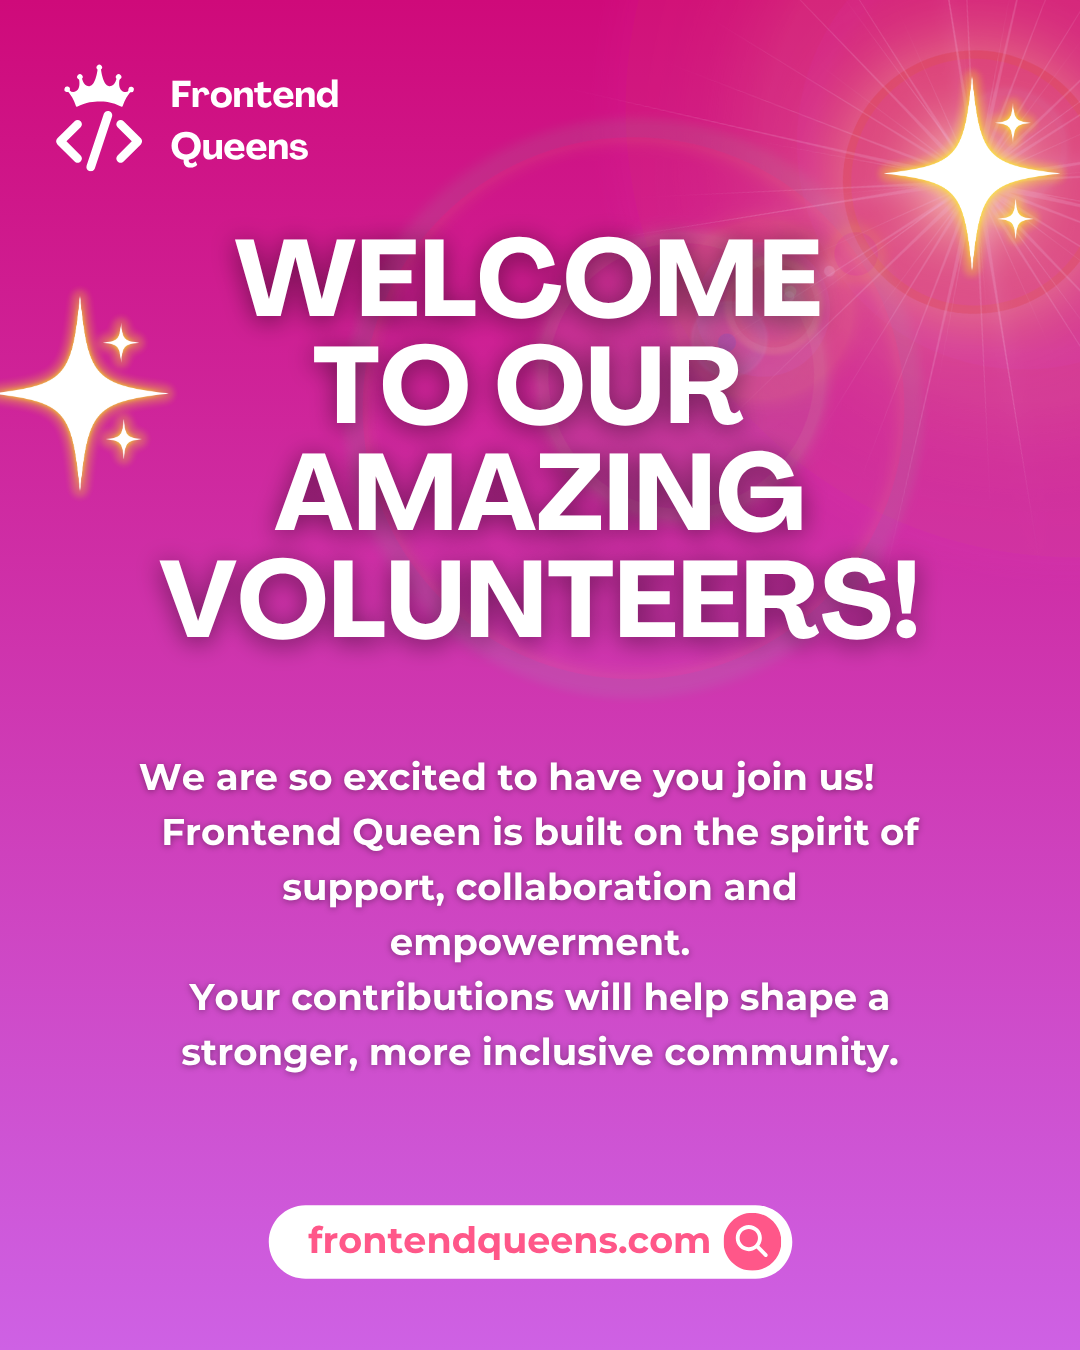 Frontend
Queens
WELCOME
TO OUR
AMAZING
VOLUNTEERS!
We are so excited to have you join us!
Frontend Queen is built on the spirit of
support, collaboration and
empowerment.
Your contributions will help shape a
stronger, more inclusive community.
frontendqueens.com